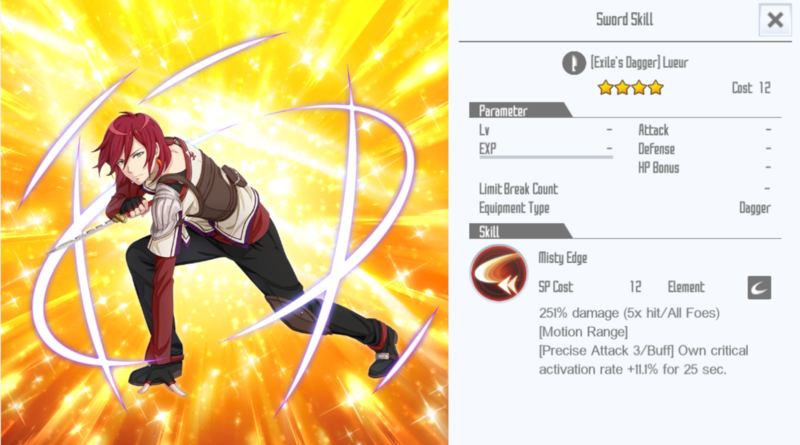 Sword Skill
[Exile's Dagger] Lueur
Cost 12
Parameter
Lv -
Attack -
EXP -
Defense -
HP Bonus -
Limit Break Count -
Equipment Type Dagger
Skill
Misty Edge
SP Cost 12 Element
251% damage (5x hit/All Foes)
[Motion Range]
[Precise Attack 3/Buff] Own critical
activation rate +11.1% for 25 sec.